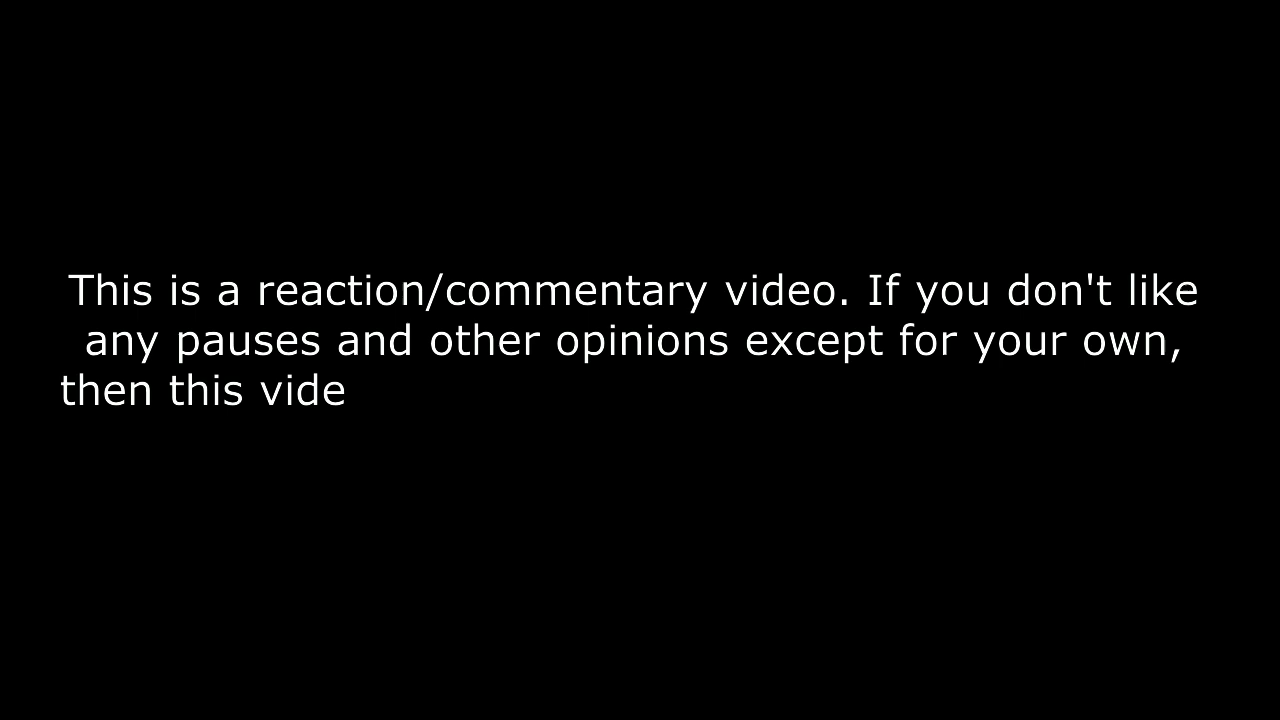 This is a reaction/commentary video. If you don't like
any pauses and other opinions except for your own,
then this vide